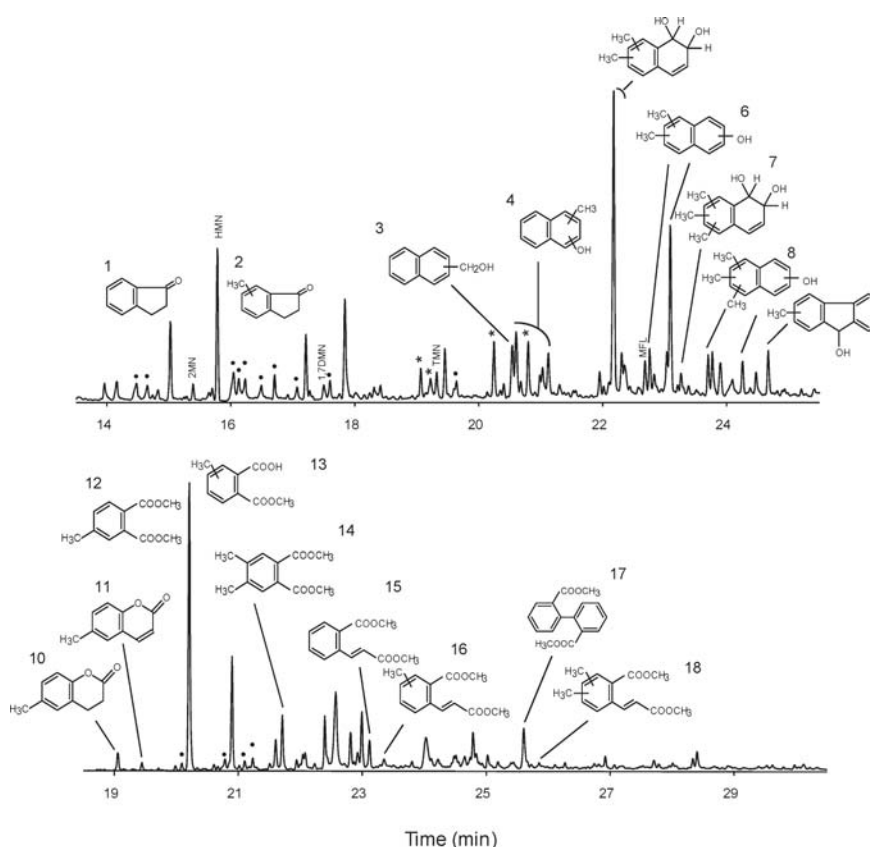 HO H OH
H3C
H3C
H
6
H3C
H3C
OH
7
HO H OH
H3C
H3C
H3C
H
8
H3C
H3C
CH3
OH
H3C
OH
4
CH3
OH
3
CH2OH
1
O
HMN
2
H3C
O
2MN
1,7DMN
TMN
MFL
14 16 18 20 22 24
12
COOCH3
COOCH3
H3C
13
H3C
COOH
COOCH3
14
H3C
H3C
COOCH3
COOCH3
11
O
O
H3C
10
O
O
H3C
15
COOCH3
COOCH3
16
H3C
COOCH3
COOCH3
17
COOCH3
COOCH3
18
H3C
H3C
COOCH3
COOCH3
19 21 23 25 27 29
Time (min)